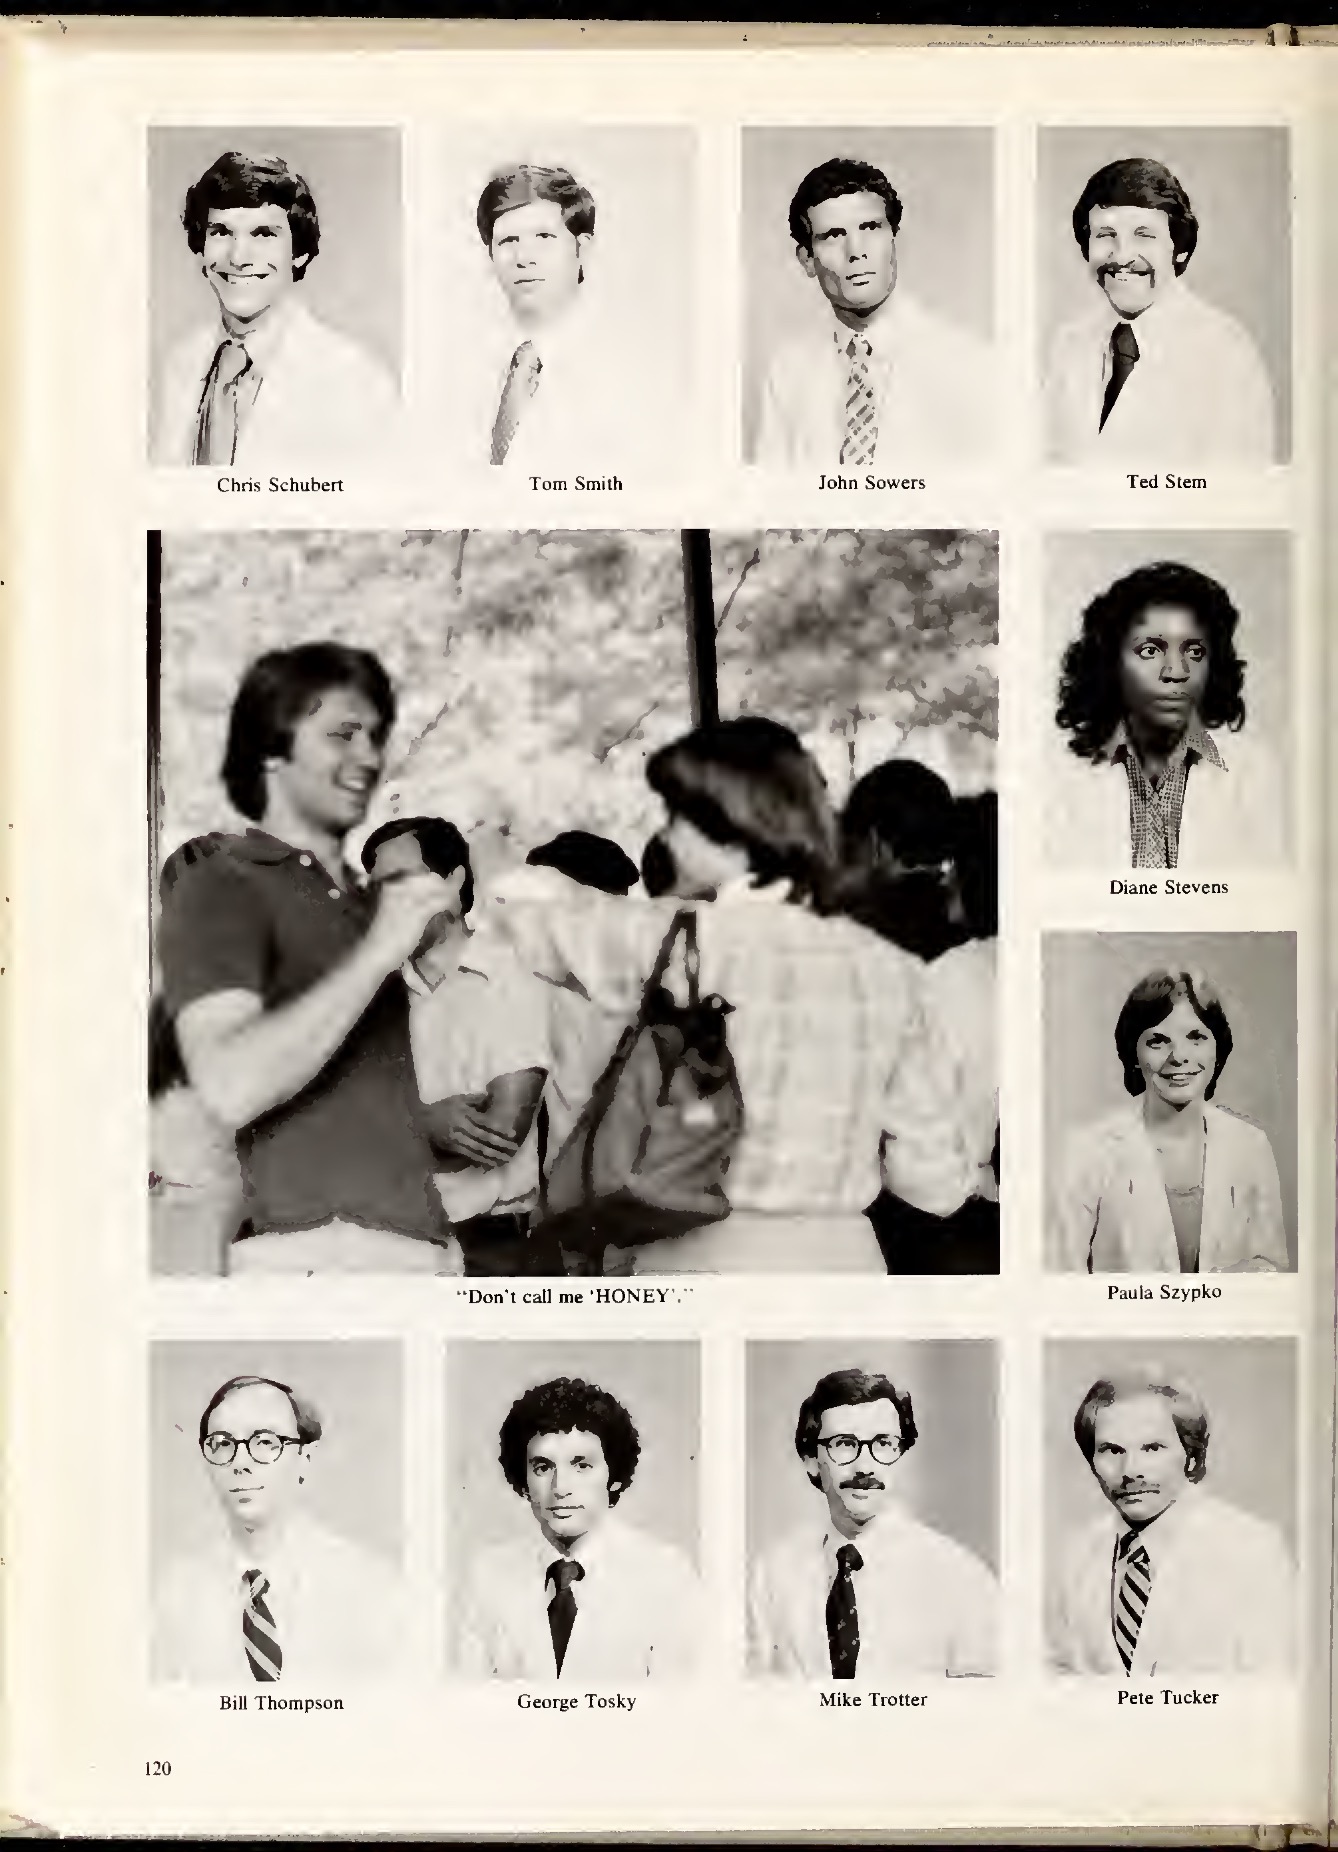 Chris Schubert
Tom Smith
John Sowers
Ted Stem
Diane Stevens
"Don't call me 'HONEY'."
Paula Szypko
Bill Thompson
George Tosky
Mike Trotter
Pete Tucker
120